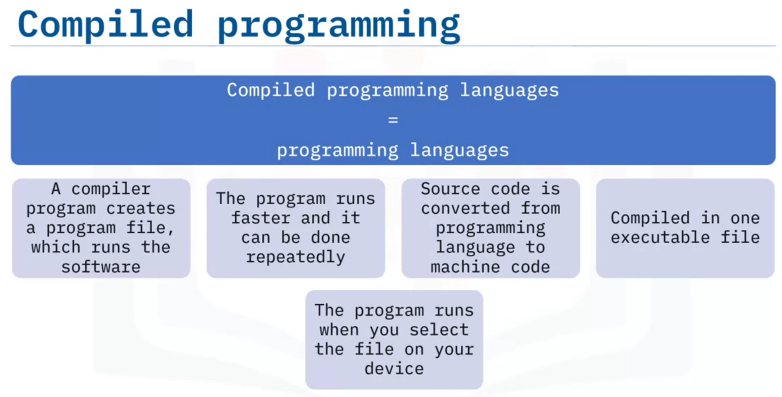 Compiled programming
Compiled programming languages
=
programming languages
A compiler
program creates
a program file,
which runs the
software
The program runs
faster and it
can be done
repeatedly
Source code is
converted from
programming
language to
machine code
Compiled in one
executable file
The program runs
when you select
the file on your
device